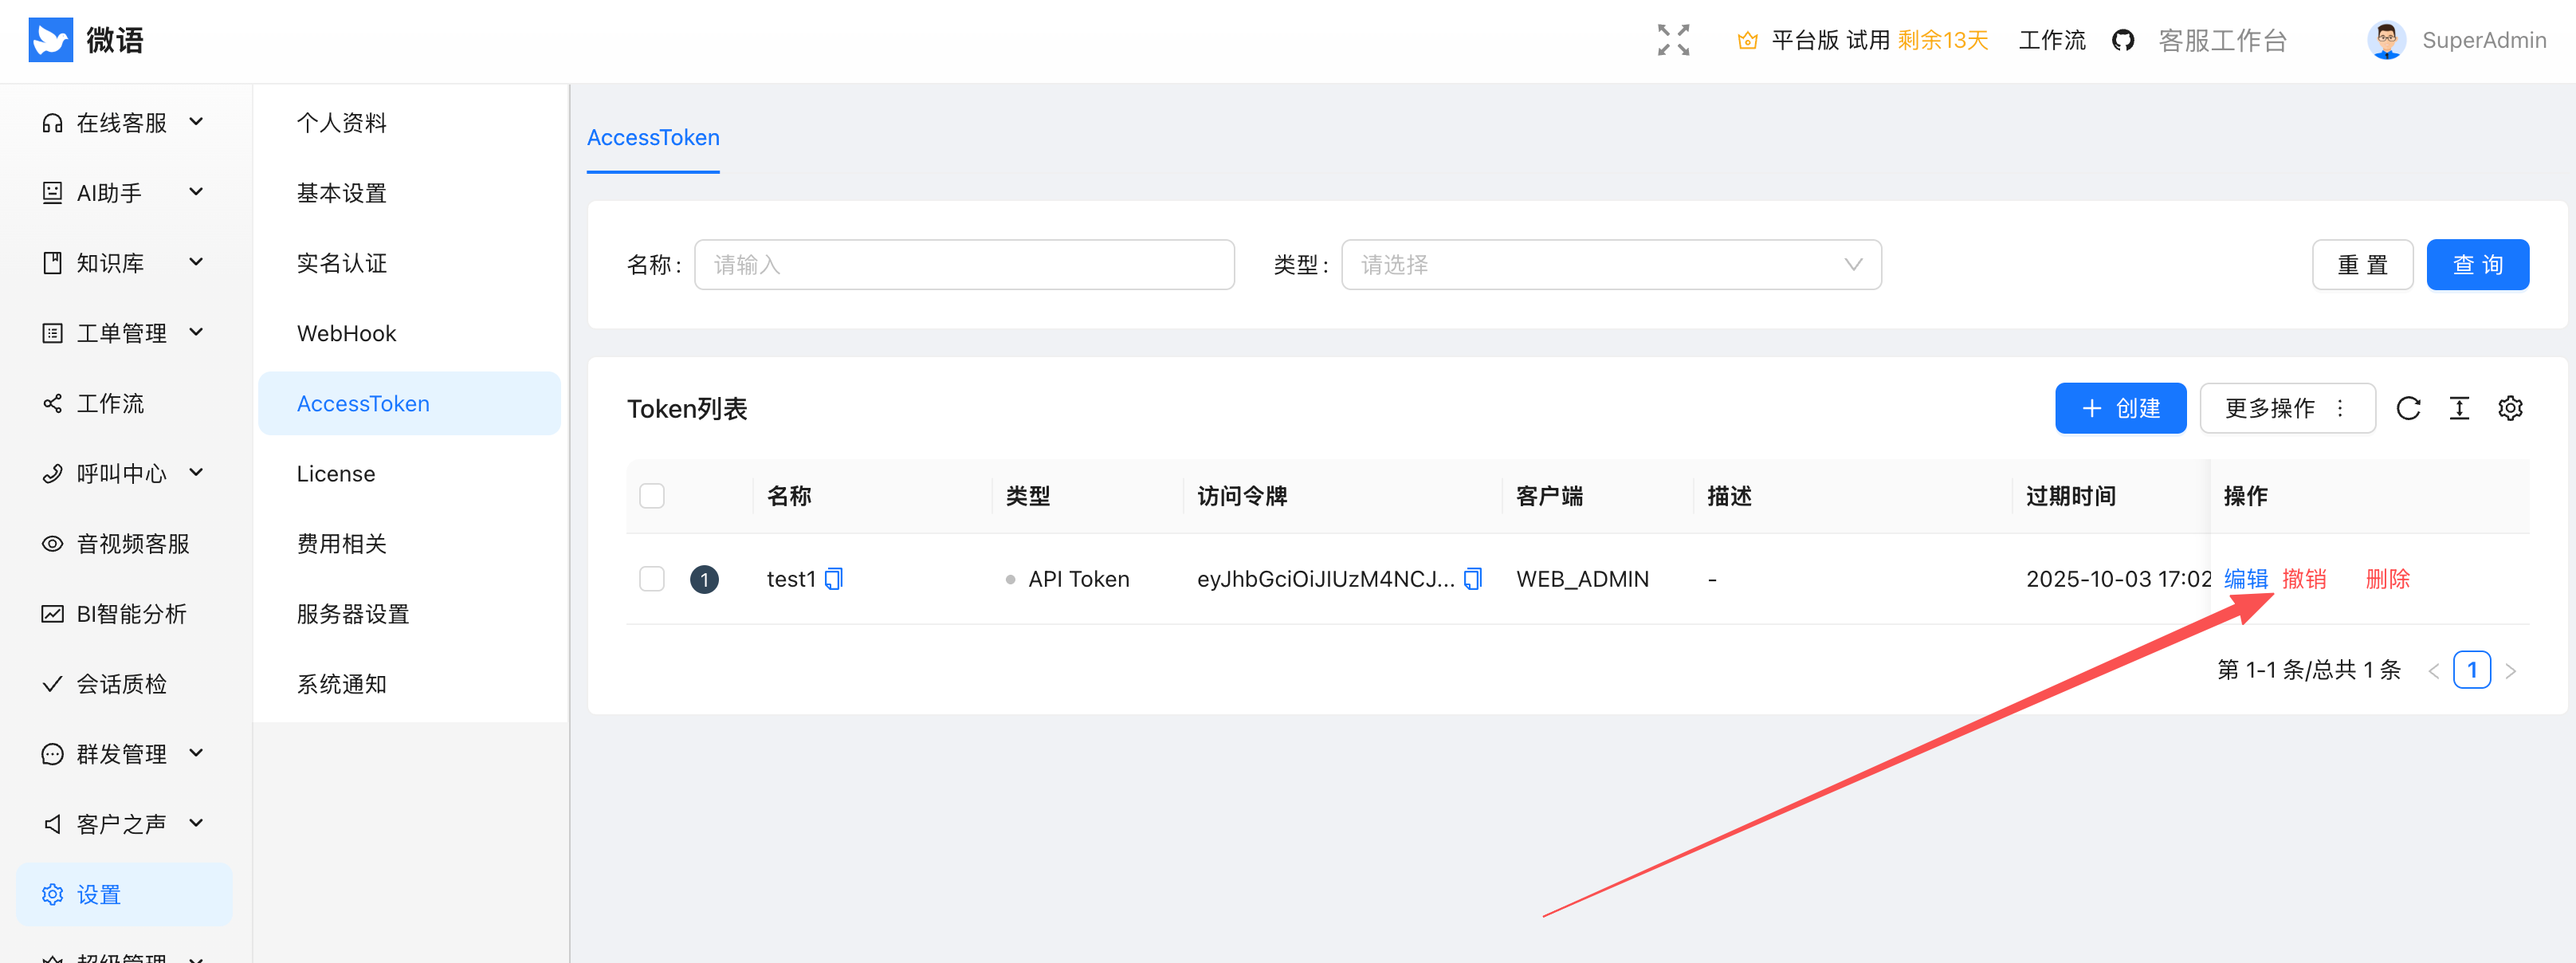 微语
平台版 试用 剩余13天 工作流 客服工作台 SuperAdmin
在线客服
AI助手
知识库
工单管理
工作流
呼叫中心
音视频客服
BI智能分析
会话质检
群发管理
客户之声
设置
超级管理
个人资料
基本设置
实名认证
WebHook
AccessToken
License
费用相关
服务器设置
系统通知
AccessToken
名称: 请输入 类型: 请选择 重 置 查 询
Token列表 创建 更多操作
名称 类型 访问令牌 客户端 描述 过期时间 操作
1 test1 API Token eyJhbGciOiJIUzM4NCJ... WEB_ADMIN - 2025-10-03 17:02 编辑 撤销 删除
第 1-1 条/总共 1 条 < 1 >